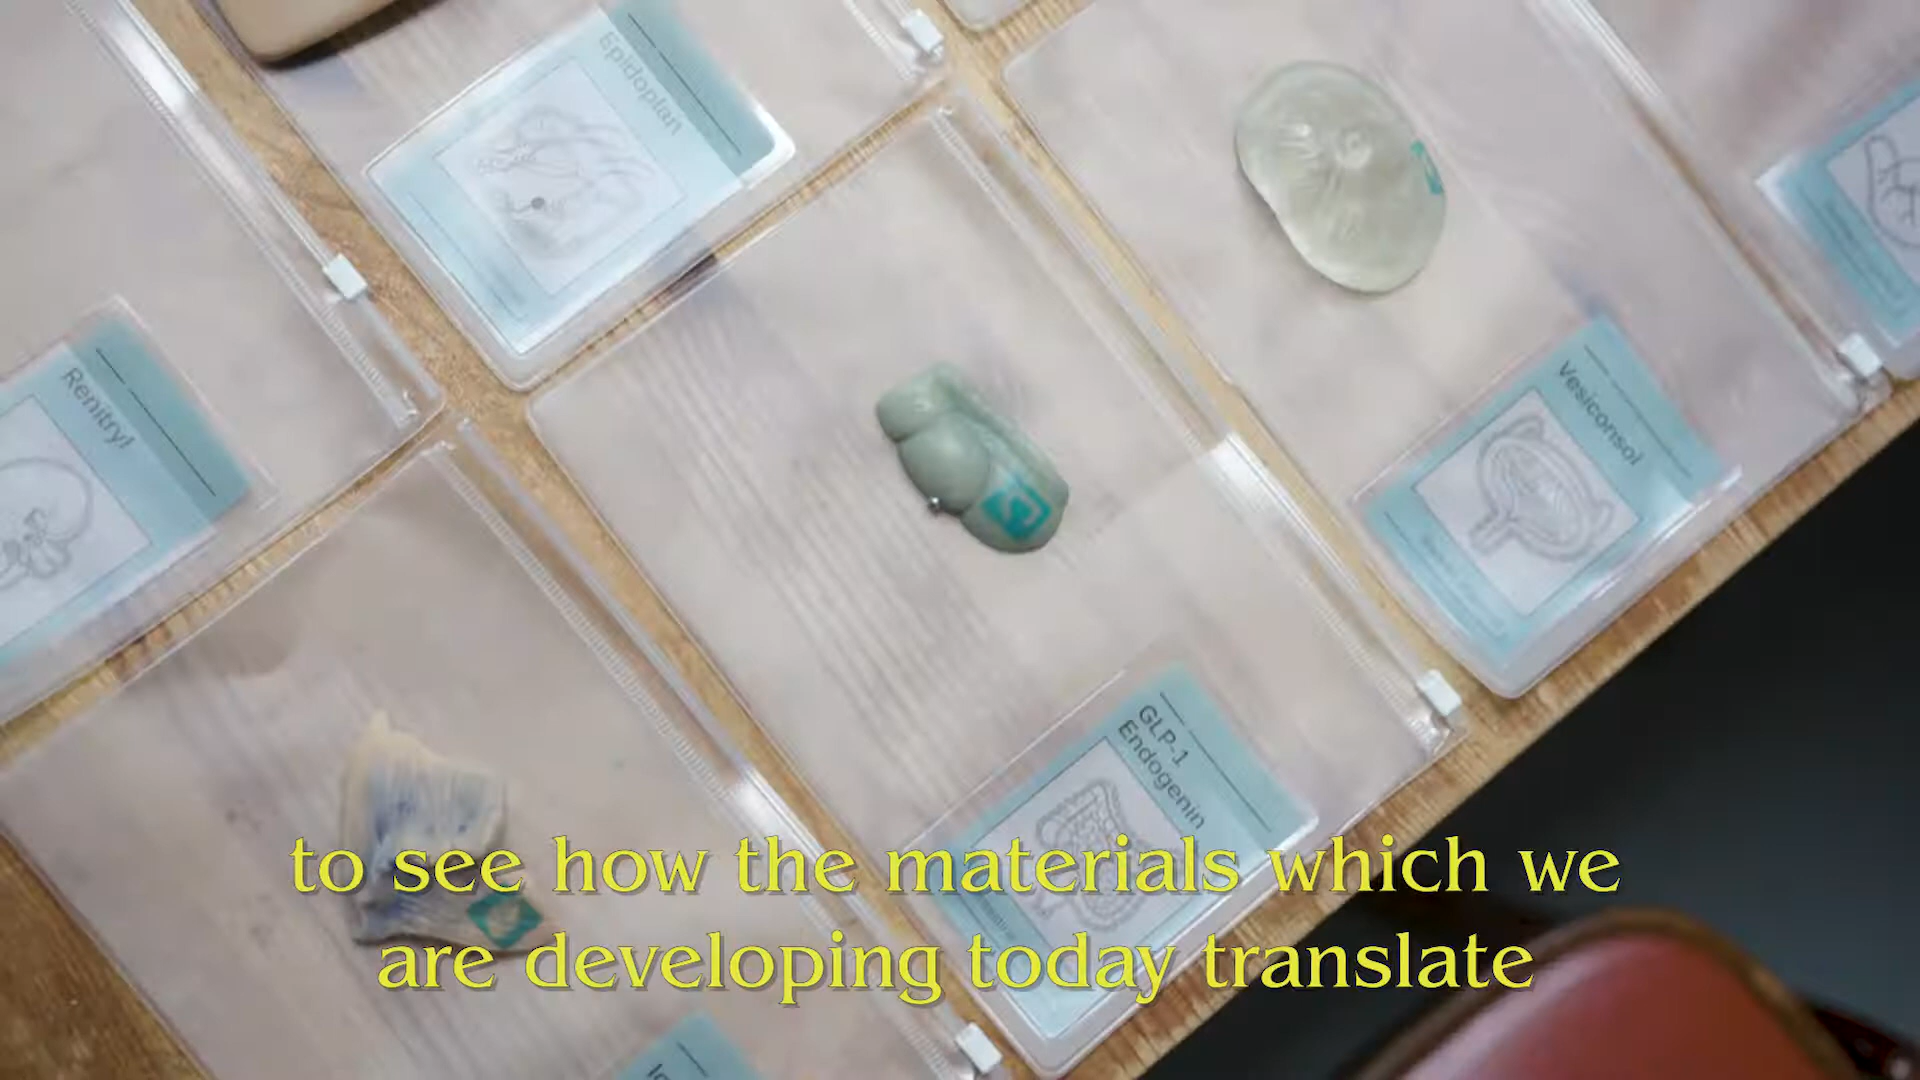 Epidoplan
Renitryl
Vesiconsol
GLP-1
Endogenin
to see how the materials which we
are developing today translate